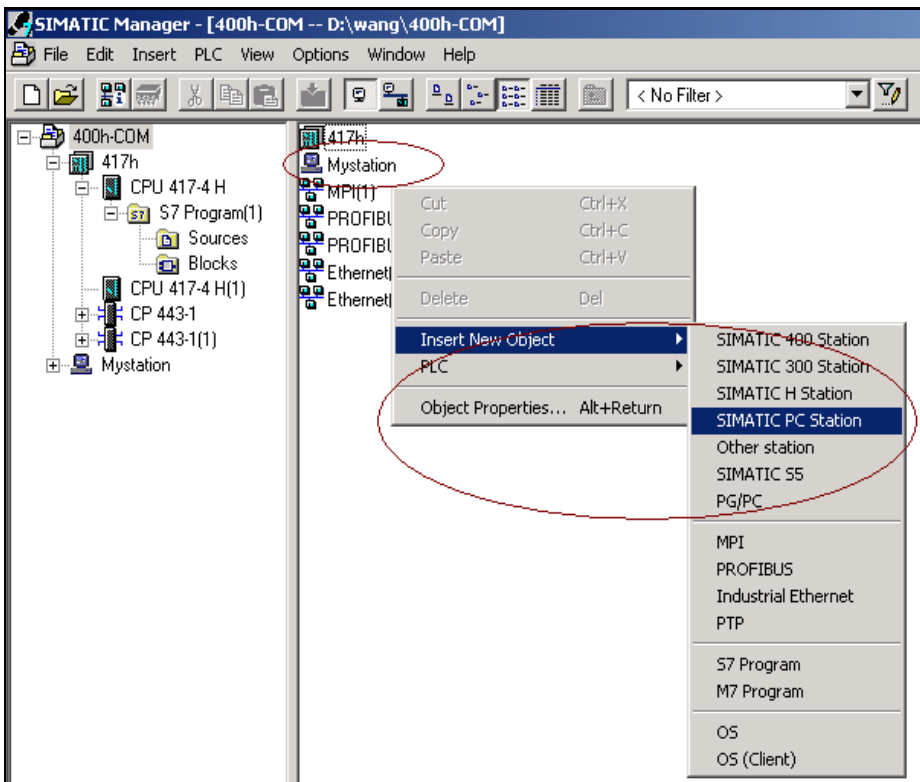 SIMATIC Manager - [400h-COM -- D:\wang\400h-COM]
File Edit Insert PLC View Options Window Help
< No Filter >
400h-COM
417h
CPU 417-4 H
S7 Program(1)
Sources
Blocks
CPU 417-4 H(1)
CP 443-1
CP 443-1(1)
Mystation
417h
Mystation
MPI(1)
PROFIBU
PROFIBU
Ethernet(
Ethernet(
Cut Ctrl+X
Copy Ctrl+C
Paste Ctrl+V
Delete Del
Insert New Object
PLC
Object Properties... Alt+Return
SIMATIC 400 Station
SIMATIC 300 Station
SIMATIC H Station
SIMATIC PC Station
Other station
SIMATIC S5
PG/PC
MPI
PROFIBUS
Industrial Ethernet
PTP
S7 Program
M7 Program
OS
OS (Client)